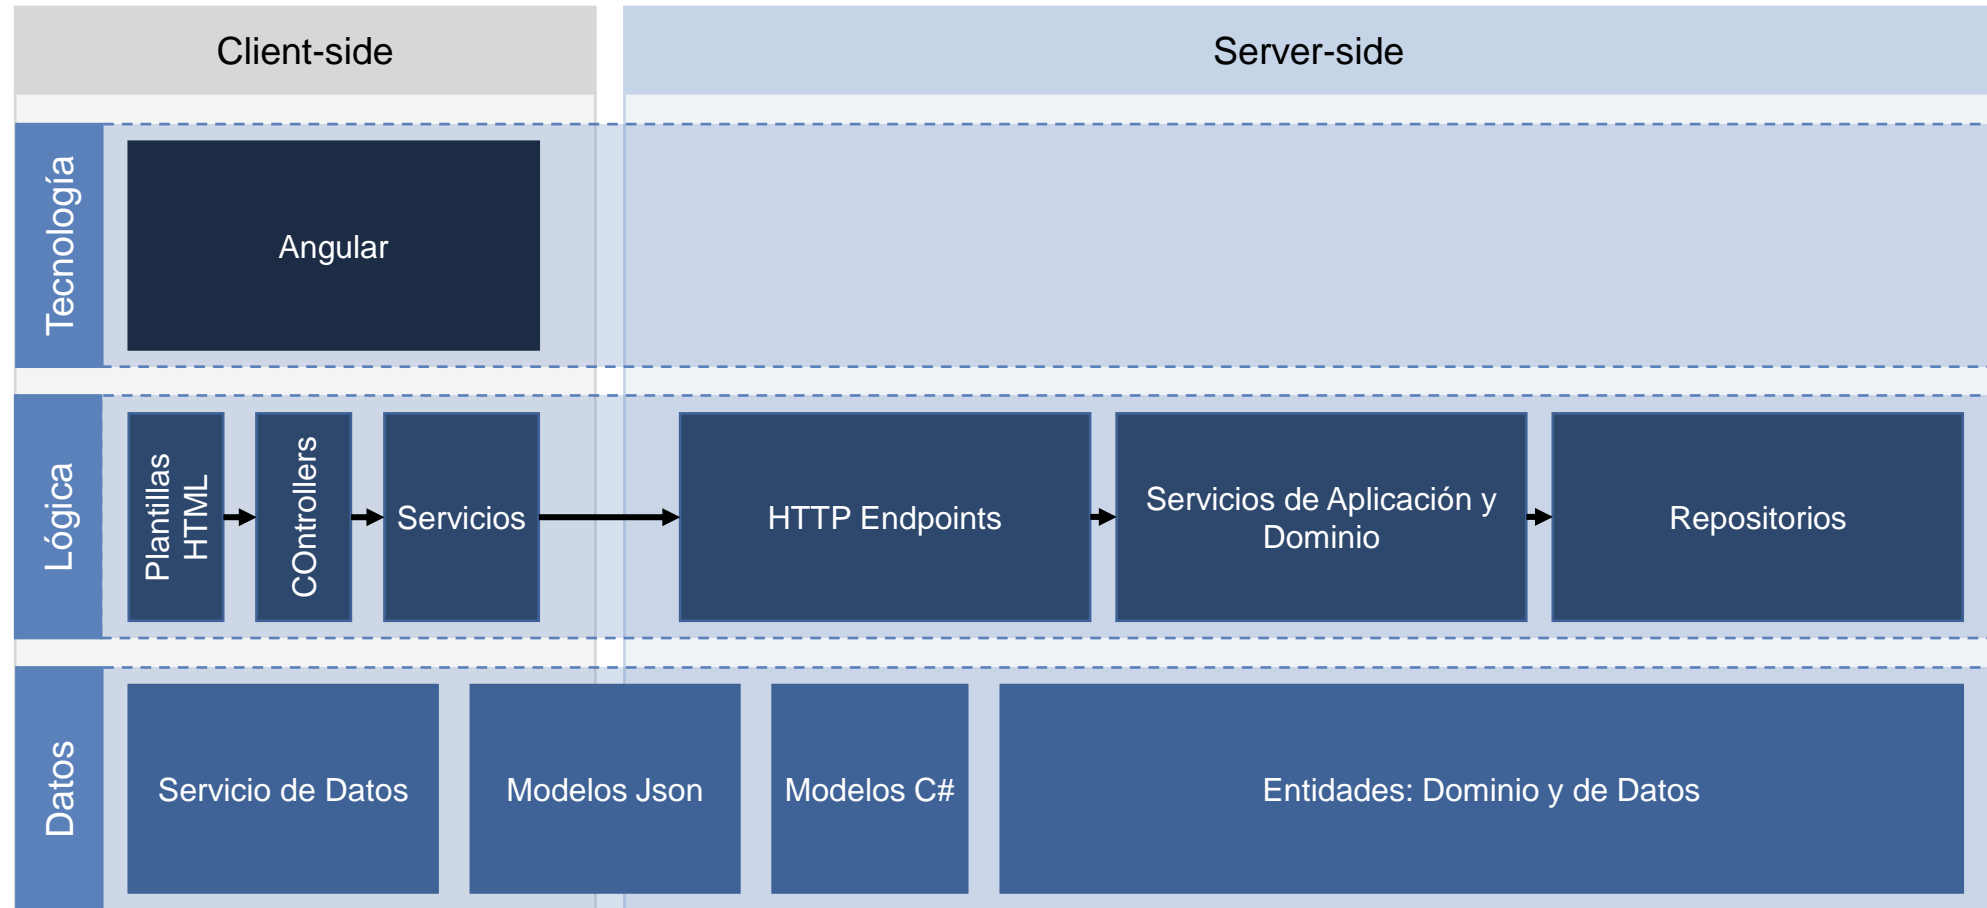 Client-side
Server-side
Tecnología
Angular
Lógica
Plantillas
HTML
COntrollers
Servicios
HTTP Endpoints
Servicios de Aplicación y
Dominio
Repositorios
Datos
Servicio de Datos
Modelos Json
Modelos C#
Entidades: Dominio y de Datos